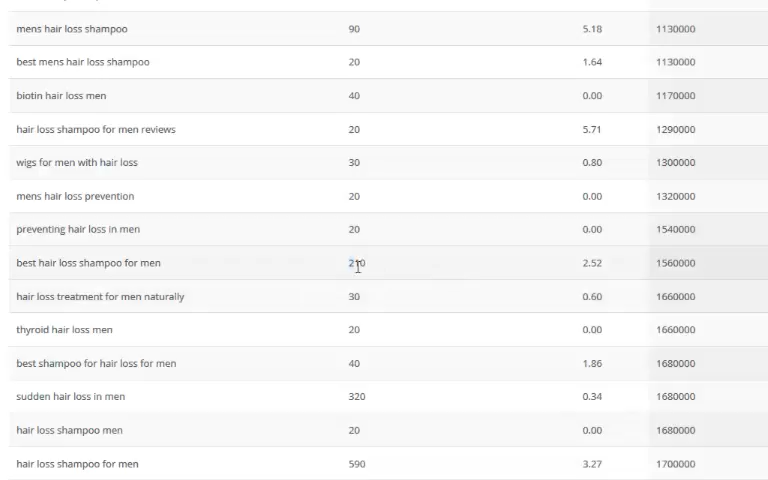 mens hair loss shampoo 90 5.18 1130000
best mens hair loss shampoo 20 1.64 1130000
biotin hair loss men 40 0.00 1170000
hair loss shampoo for men reviews 20 5.71 1290000
wigs for men with hair loss 30 0.80 1300000
mens hair loss prevention 20 0.00 1320000
preventing hair loss in men 20 0.00 1540000
best hair loss shampoo for men 210 2.52 1560000
hair loss treatment for men naturally 30 0.60 1660000
thyroid hair loss men 20 0.00 1660000
best shampoo for hair loss for men 40 1.86 1680000
sudden hair loss in men 320 0.34 1680000
hair loss shampoo men 20 0.00 1680000
hair loss shampoo for men 590 3.27 1700000